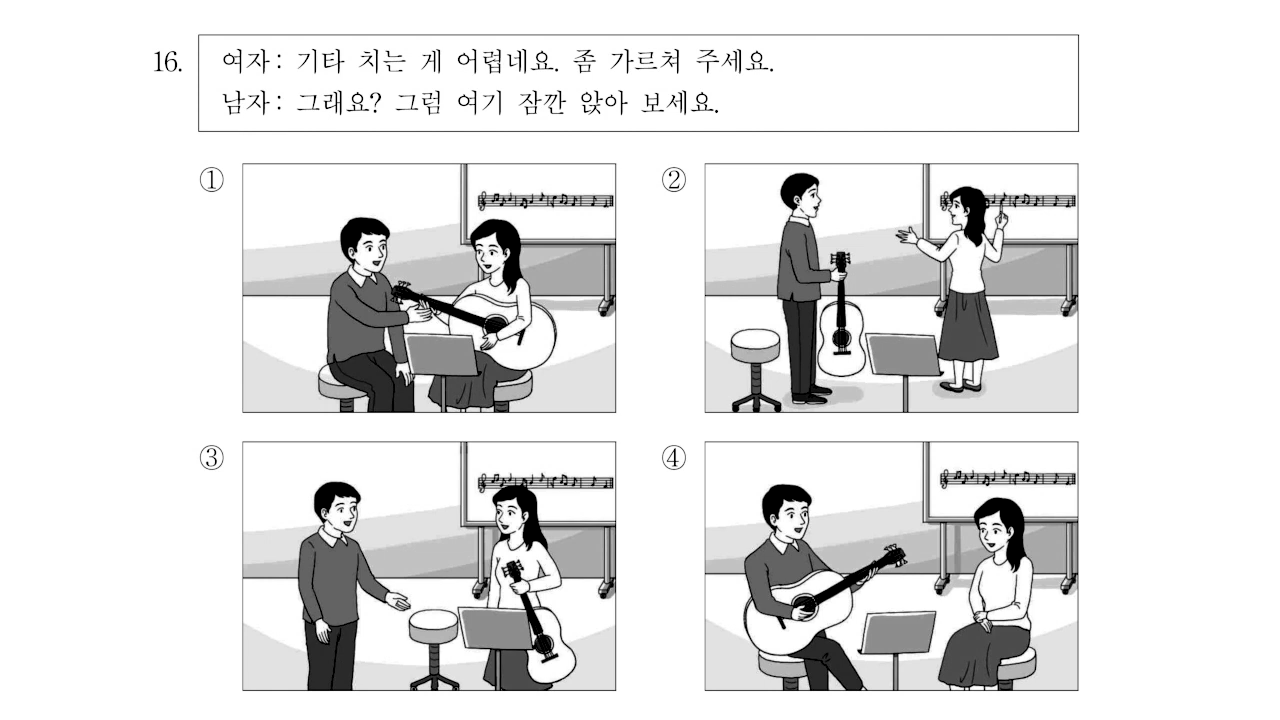 16. 여자: 기타 치는 게 어렵네요. 좀 가르쳐 주세요.
남자: 그래요? 그럼 여기 잠깐 앉아 보세요.
① ②
③ ④